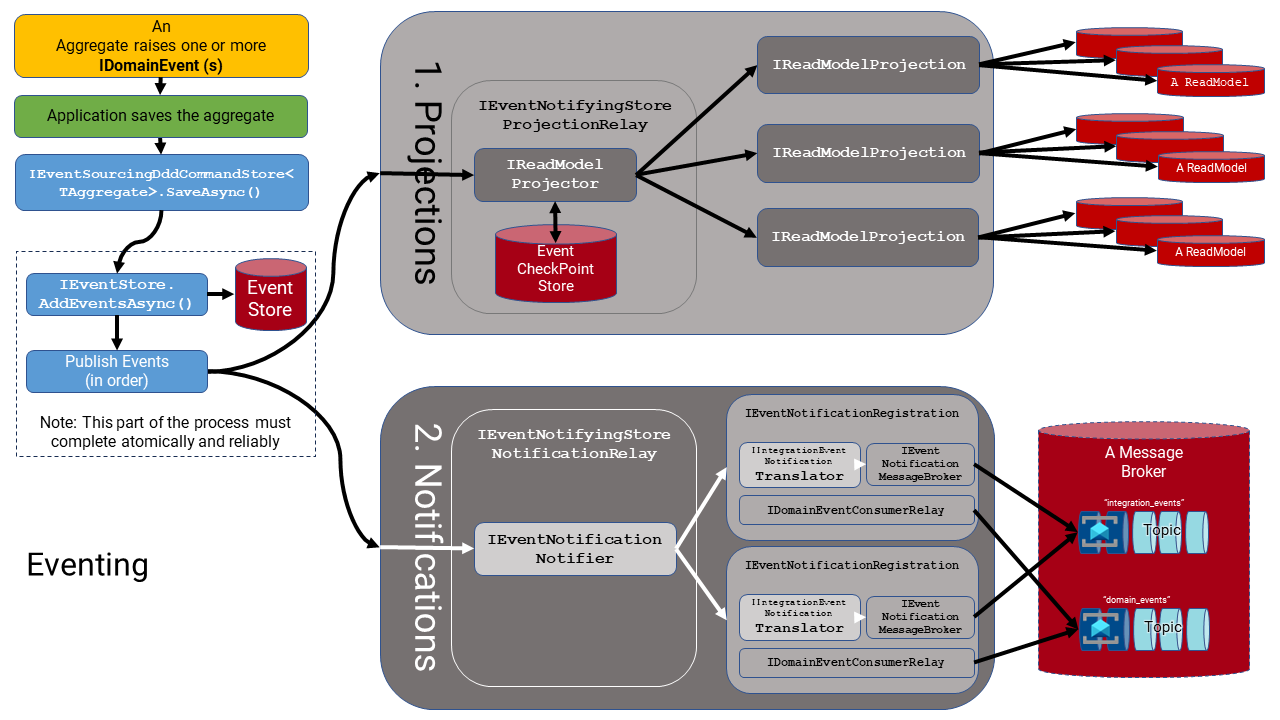 An
Aggregate raises one or more
IDomainEvent (s)
Application saves the aggregate
IEventSourcingDddCommandStore<
TAggregate>.SaveAsync()
IEventStore.
AddEventsAsync()
Event
Store
Publish Events
(in order)
Note: This part of the process must
complete atomically and reliably
Eventing
1. Projections
IEventNotifyingStore
ProjectionRelay
IReadModel
Projector
Event
CheckPoint
Store
IReadModelProjection
IReadModelProjection
IReadModelProjection
A ReadModel
A ReadModel
A ReadModel
2. Notifications
IEventNotifyingStore
NotificationRelay
IEventNotification
Notifier
IEventNotificationRegistration
IIntegrationEvent
Notification
Translator
IEvent
Notification
MessageBroker
IDomainEventConsumerRelay
IEventNotificationRegistration
IIntegrationEvent
Notification
Translator
IEvent
Notification
MessageBroker
IDomainEventConsumerRelay
A Message
Broker
"integration_events"
Topic
"domain_events"
Topic